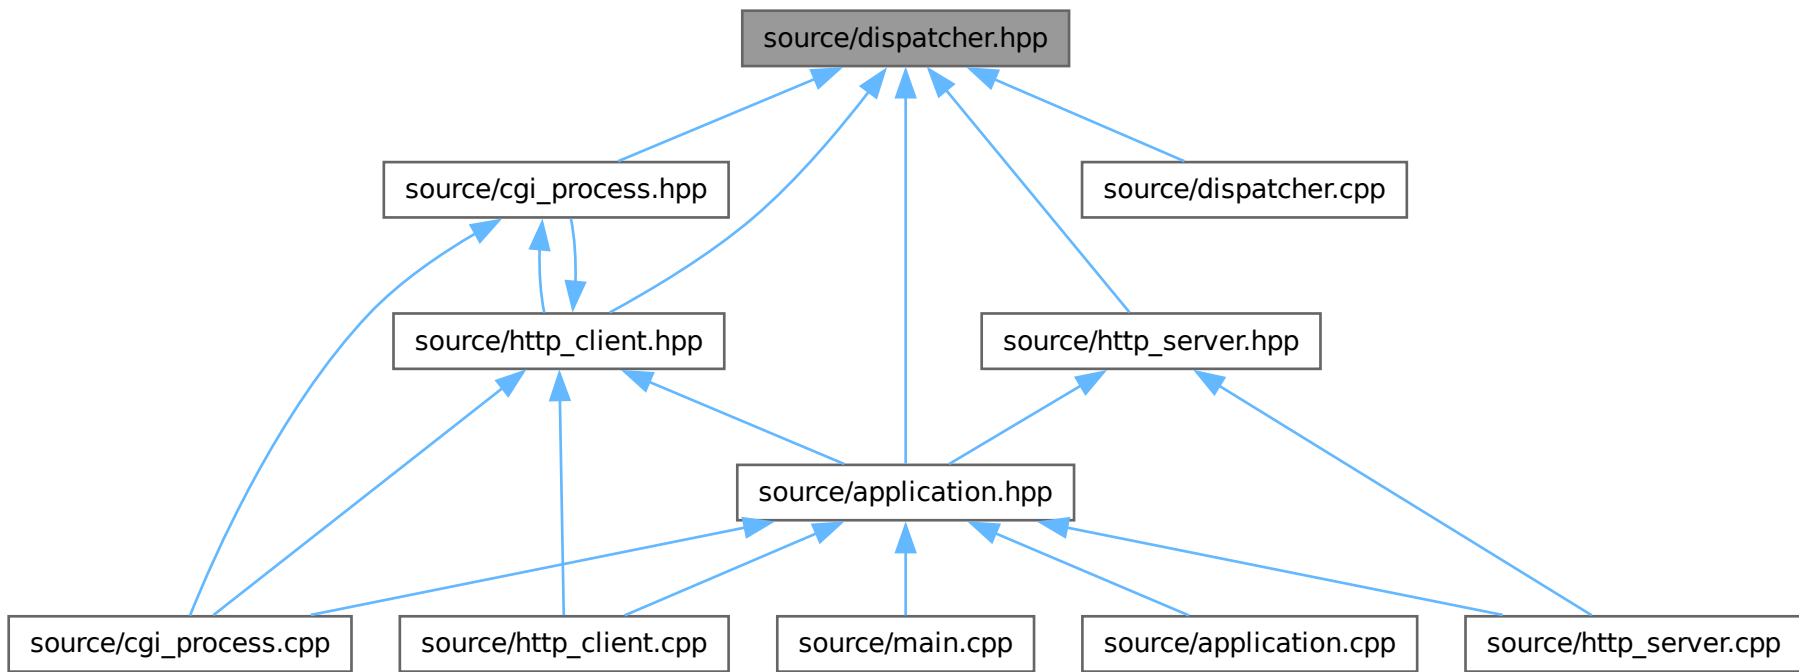 source/dispatcher.hpp
source/cgi_process.hpp
source/dispatcher.cpp
source/http_client.hpp
source/http_server.hpp
source/application.hpp
source/cgi_process.cpp
source/http_client.cpp
source/main.cpp
source/application.cpp
source/http_server.cpp